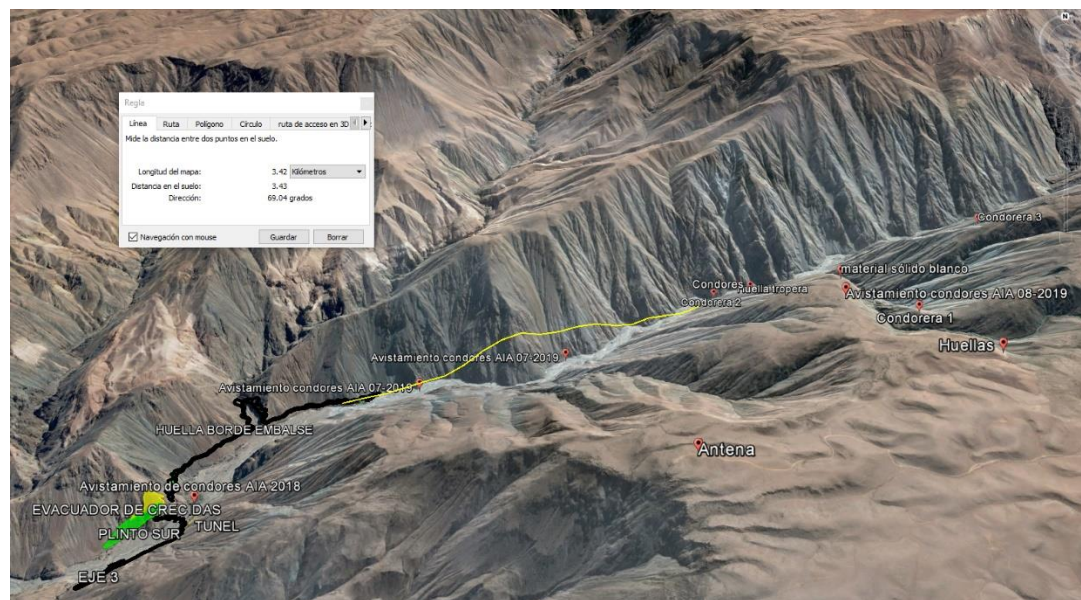 N
Regla
Línea Ruta Polígono Círculo ruta de acceso en 3D
Mide la distancia entre dos puntos en el suelo.
Longitud del mapa: 3.42 Kilómetros
Distancia en el suelo: 3.43
Dirección: 69.04 grados
Navegación con mouse Guardar Borrar
Condorera 3
material sólido blanco
Condores huella tropera
Avistamiento condores AIA 08-2019
Condorera 2
Condorera 1
Huellas
Avistamiento condores AIA 07-2019
Avistamiento condores AIA 07-2019
HUELLA BORDE EMBALSE
Antena
Avistamiento de condores AIA 2018
EVACUADOR DE CRECIDAS
TUNEL
PLINTO SUR
EJE 3